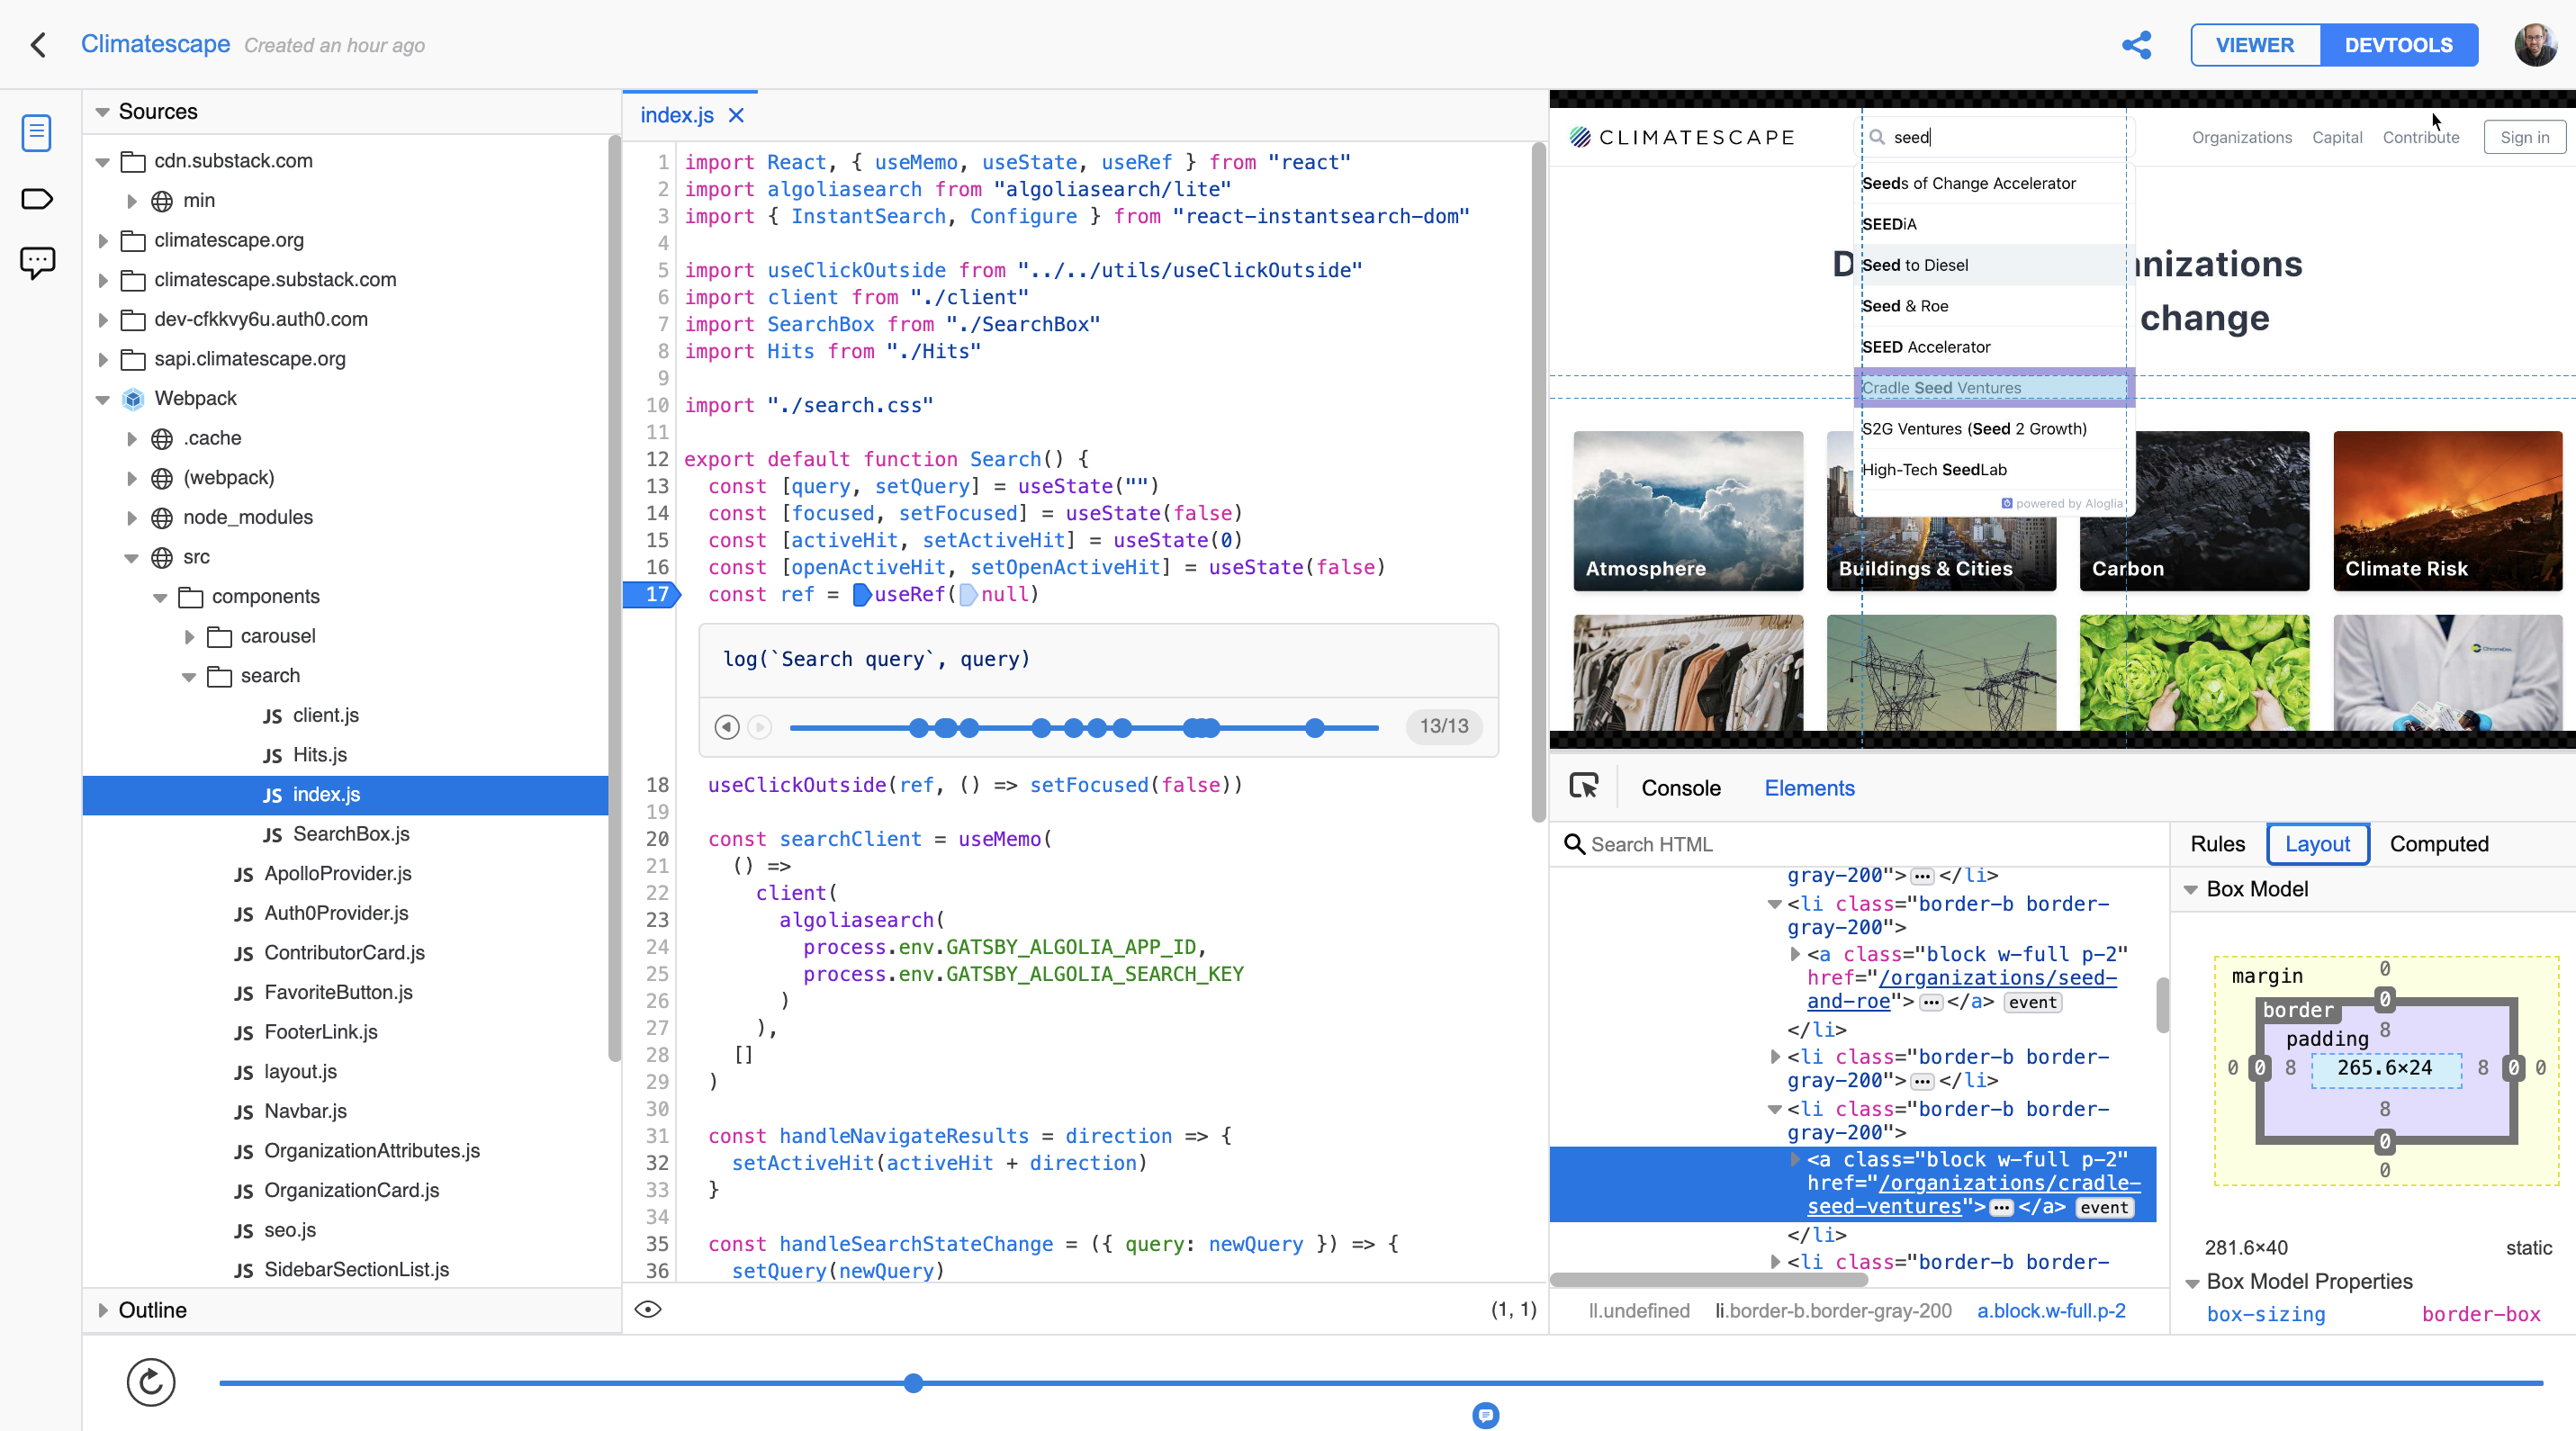 Climatescape Created an hour ago
VIEWER DEVTOOLS
Sources
cdn.substack.com
min
climatescape.org
climatescape.substack.com
dev-cfkkvy6u.auth0.com
sapi.climatescape.org
Webpack
.cache
(webpack)
node_modules
src
components
carousel
search
JS client.js
JS Hits.js
JS index.js
JS SearchBox.js
JS ApolloProvider.js
JS Auth0Provider.js
JS ContributorCard.js
JS FavoriteButton.js
JS FooterLink.js
JS layout.js
JS Navbar.js
JS OrganizationAttributes.js
JS OrganizationCard.js
JS seo.js
JS SidebarSectionList.js
Outline
index.js
1 import React, { useMemo, useState, useRef } from "react"
2 import algoliasearch from "algoliasearch/lite"
3 import { InstantSearch, Configure } from "react-instantsearch-dom"
4
5 import useClickOutside from "../../utils/useClickOutside"
6 import client from "./client"
7 import SearchBox from "./SearchBox"
8 import Hits from "./Hits"
9
10 import "./search.css"
11
12 export default function Search() {
13 const [query, setQuery] = useState("")
14 const [focused, setFocused] = useState(false)
15 const [activeHit, setActiveHit] = useState(0)
16 const [openActiveHit, setOpenActiveHit] = useState(false)
17 const ref = useRef(null)
log(`Search query`, query)
13/13
18 useClickOutside(ref, () => setFocused(false))
19
20 const searchClient = useMemo(
21 () =>
22 client(
23 algoliasearch(
24 process.env.GATSBY_ALGOLIA_APP_ID,
25 process.env.GATSBY_ALGOLIA_SEARCH_KEY
26 )
27 ),
28 []
29 )
30
31 const handleNavigateResults = direction => {
32 setActiveHit(activeHit + direction)
33 }
34
35 const handleSearchStateChange = ({ query: newQuery }) => {
36 setQuery(newQuery)
(1, 1)
CLIMATESCAPE
seed
Organizations Capital Contribute Sign in
Seeds of Change Accelerator
SEEDiA
Seed to Diesel
Seed & Roe
SEED Accelerator
Cradle Seed Ventures
S2G Ventures (Seed 2 Growth)
High-Tech SeedLab
powered by Aloglia
change
Atmosphere
Buildings & Cities
Carbon
Climate Risk
Console Elements
Search HTML
gray-200">···</li>
<li class="border-b border-
gray-200">
<a class="block w-full p-2"
href="/organizations/seed-
and-roe">···</a> event
</li>
<li class="border-b border-
gray-200">···</li>
<li class="border-b border-
gray-200">
<a class="block w-full p-2"
href="/organizations/cradle-
seed-ventures">···</a> event
</li>
<li class="border-b border-
ll.undefined li.border-b.border-gray-200 a.block.w-full.p-2
Rules Layout Computed
Box Model
margin 0
border 0
padding 8
0 0 8 265.6×24 8 0 0
8
0
0
281.6×40 static
Box Model Properties
box-sizing border-box